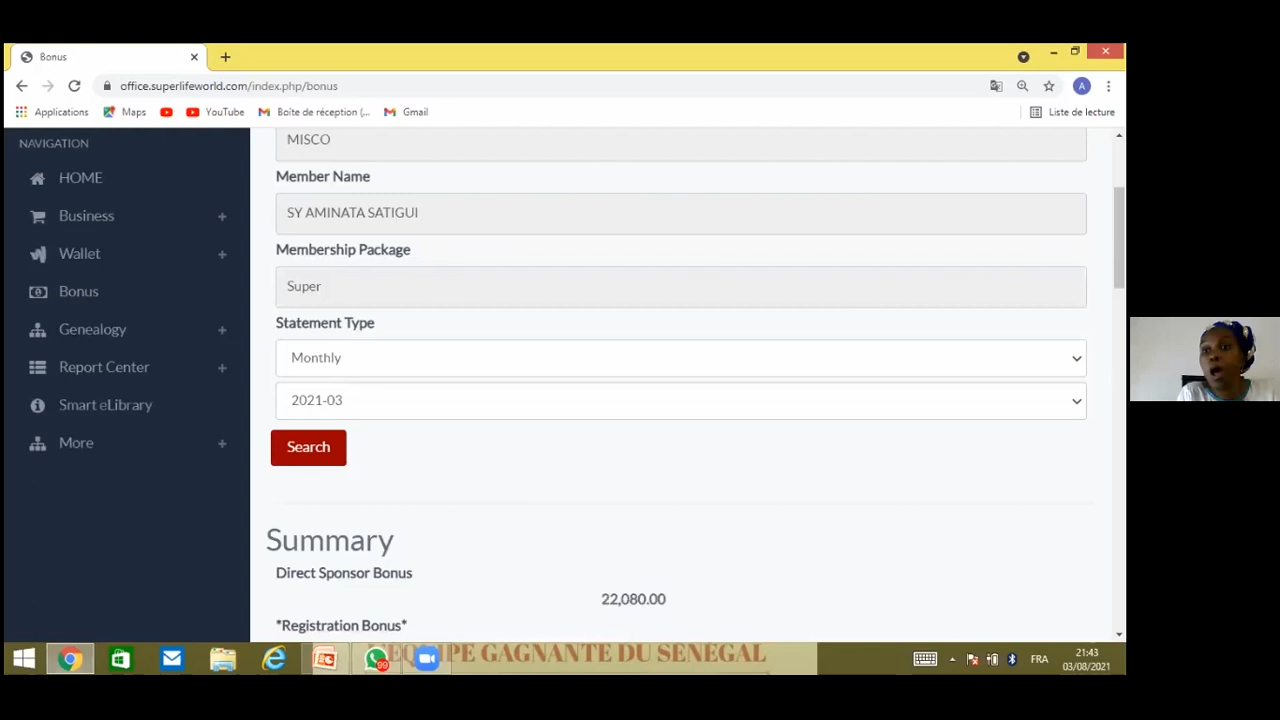 Bonus
office.superlifeworld.com/index.php/bonus
A
Applications
Maps
YouTube
Boîte de réception (...
Gmail
Liste de lecture
NAVIGATION
HOME
Business +
Wallet +
Bonus
Genealogy +
Report Center +
Smart eLibrary
More +
MISCO
Member Name
SY AMINATA SATIGUI
Membership Package
Super
Statement Type
Monthly
2021-03
Search
Summary
Direct Sponsor Bonus
22,080.00
*Registration Bonus*
99
EQUIPE GAGNANTE DU SENEGAL
FRA
21:43
03/08/2021